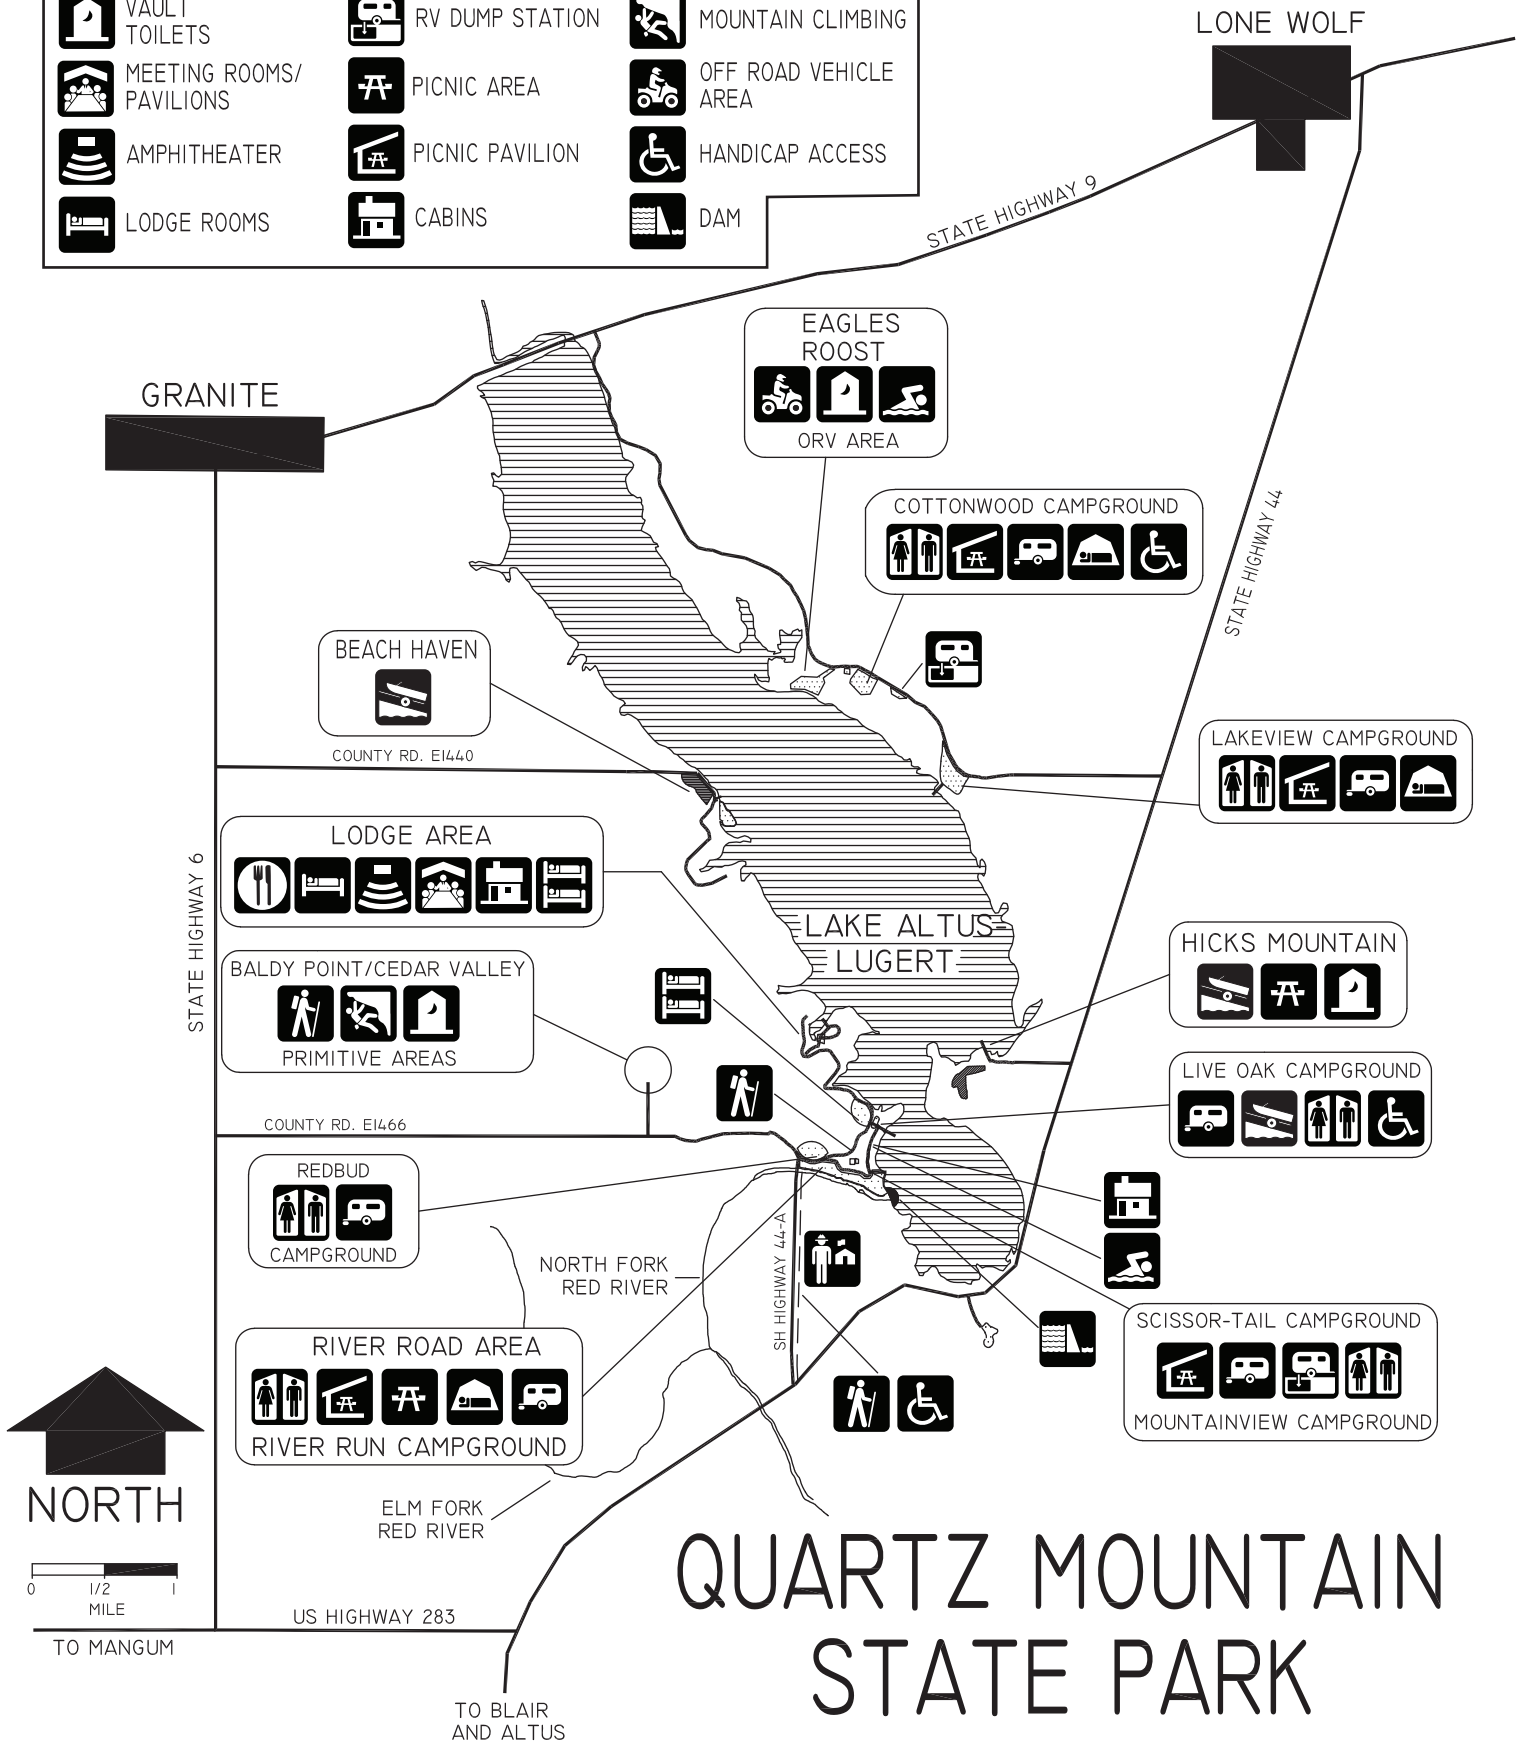 VAULT
TOILETS
RV DUMP STATION
MOUNTAIN CLIMBING
MEETING ROOMS/
PAVILIONS
PICNIC AREA
OFF ROAD VEHICLE
AREA
AMPHITHEATER
PICNIC PAVILION
HANDICAP ACCESS
LODGE ROOMS
CABINS
DAM
LONE WOLF
STATE HIGHWAY 9
EAGLES
ROOST
ORV AREA
GRANITE
COTTONWOOD CAMPGROUND
STATE HIGHWAY 44
BEACH HAVEN
COUNTY RD. E1440
LAKEVIEW CAMPGROUND
LODGE AREA
STATE HIGHWAY 6
LAKE ALTUS-
LUGERT
HICKS MOUNTAIN
BALDY POINT/CEDAR VALLEY
PRIMITIVE AREAS
LIVE OAK CAMPGROUND
COUNTY RD. E1466
REDBUD
CAMPGROUND
NORTH FORK
RED RIVER
SH HIGHWAY 44-A
RIVER ROAD AREA
RIVER RUN CAMPGROUND
SCISSOR-TAIL CAMPGROUND
MOUNTAINVIEW CAMPGROUND
NORTH
ELM FORK
RED RIVER
0 1/2 1
MILE
US HIGHWAY 283
TO MANGUM
TO BLAIR
AND ALTUS
QUARTZ MOUNTAIN
STATE PARK